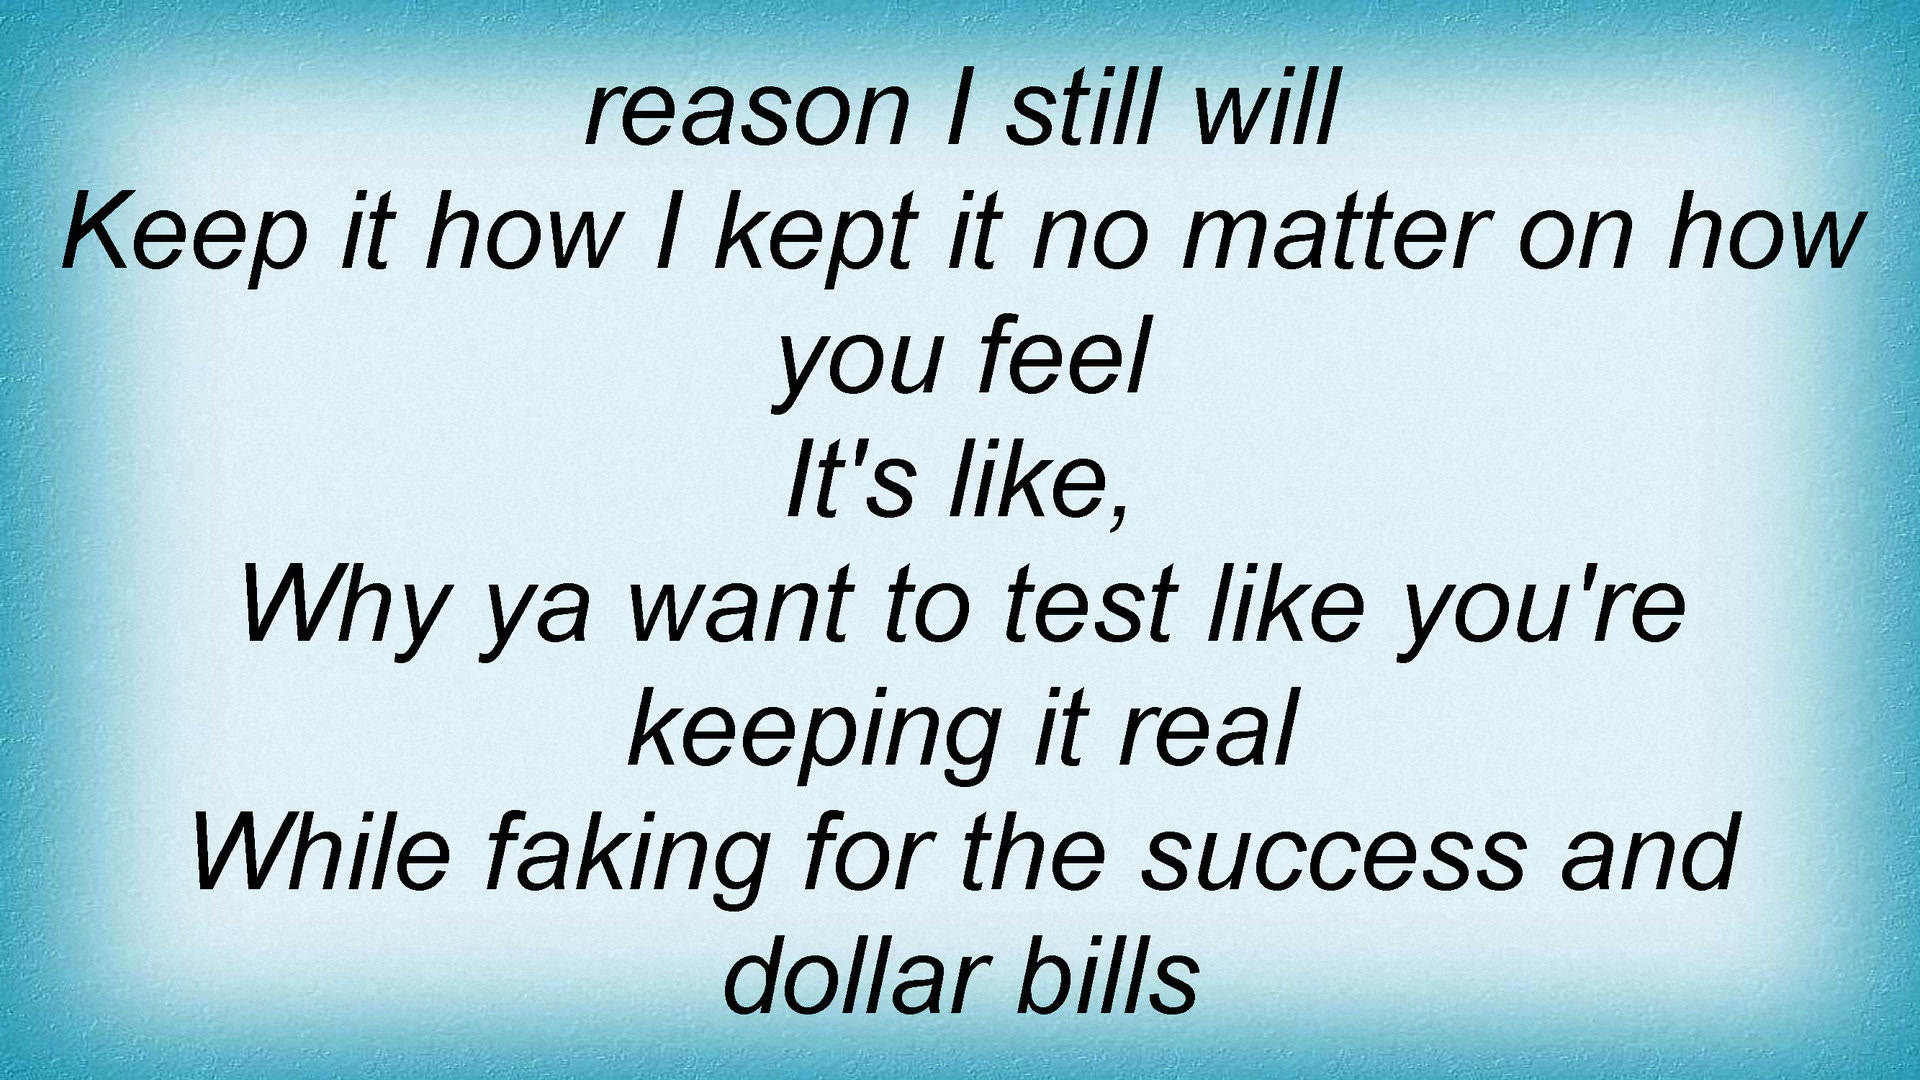 reason I still will
Keep it how I kept it no matter on how
you feel
It's like,
Why ya want to test like you're
keeping it real
While faking for the success and
dollar bills